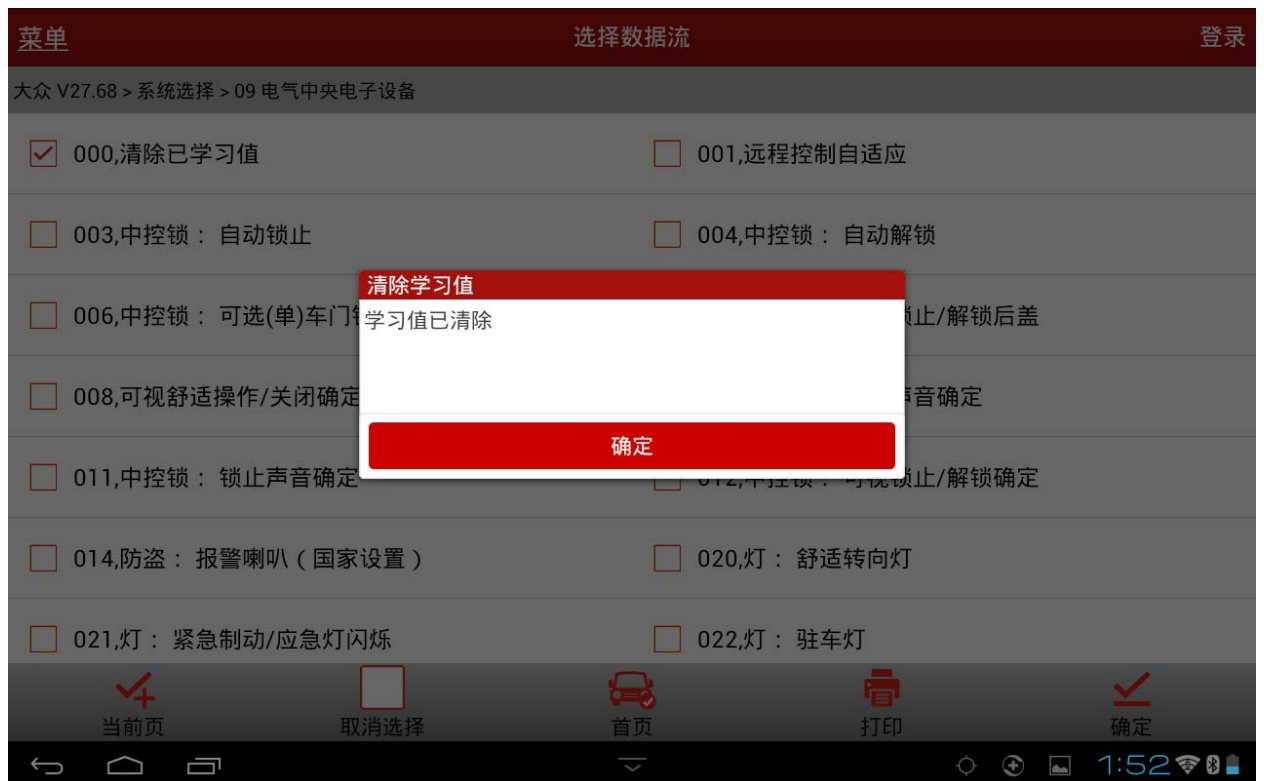 菜单 选择数据流 登录
大众 V27.68 > 系统选择 > 09 电气中央电子设备
000,清除已学习值 001,远程控制自适应
003,中控锁： 自动锁止 004,中控锁： 自动解锁
清除学习值
006,中控锁： 可选(单)车门 止/解锁后盖
学习值已清除
008,可视舒适操作/关闭确定 音确定
确定
011,中控锁： 锁止声音确定 012,中控锁： 可视锁止/解锁确定
014,防盗： 报警喇叭（国家设置） 020,灯： 舒适转向灯
021,灯： 紧急制动/应急灯闪烁 022,灯： 驻车灯
当前页 取消选择 首页 打印 确定
1:52